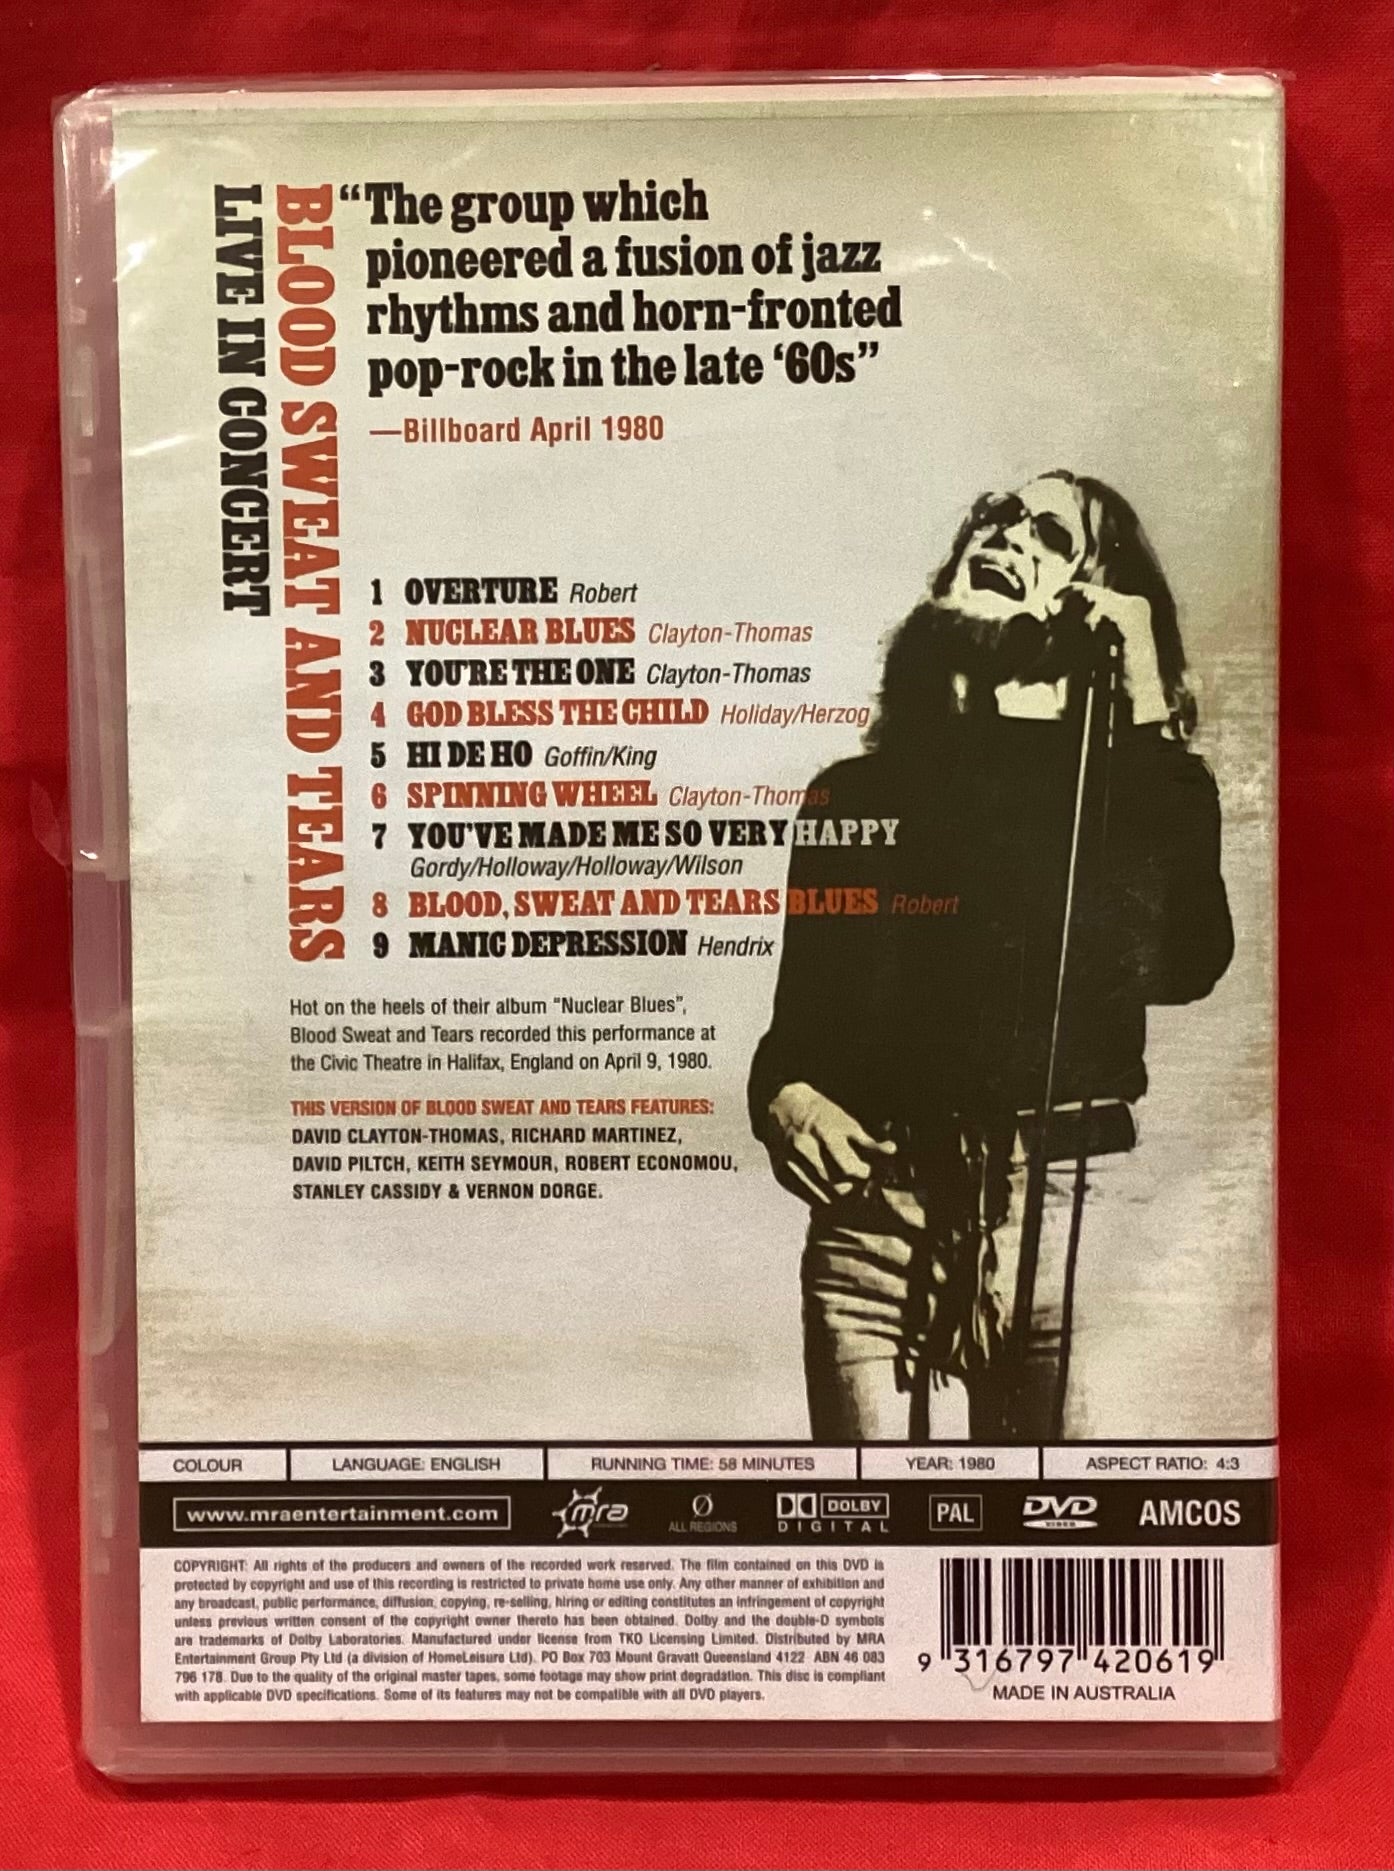 BLOOD SWEAT AND TEARS
LIVE IN CONCERT
“The group which
pioneered a fusion of jazz
rhythms and horn-fronted
pop-rock in the late ‘60s”
—Billboard April 1980
1 OVERTURE Robert
2 NUCLEAR BLUES Clayton-Thomas
3 YOU'RE THE ONE Clayton-Thomas
4 GOD BLESS THE CHILD Holiday/Herzog
5 HI DE HO Goffin/King
6 SPINNING WHEEL Clayton-Thomas
7 YOU'VE MADE ME SO VERY HAPPY
Gordy/Holloway/Holloway/Wilson
8 BLOOD, SWEAT AND TEARS BLUES Robert
9 MANIC DEPRESSION Hendrix
Hot on the heels of their album “Nuclear Blues”,
Blood Sweat and Tears recorded this performance at
the Civic Theatre in Halifax, England on April 9, 1980.
THIS VERSION OF BLOOD SWEAT AND TEARS FEATURES:
DAVID CLAYTON-THOMAS, RICHARD MARTINEZ,
DAVID PILTCH, KEITH SEYMOUR, ROBERT ECONOMOU,
STANLEY CASSIDY & VERNON DORGE.
COLOUR LANGUAGE: ENGLISH RUNNING TIME: 58 MINUTES YEAR: 1980 ASPECT RATIO: 4:3
www.mraentertainment.com mra ALL REGIONS DOLBY DIGITAL PAL DVD VIDEO AMCOS
COPYRIGHT: All rights of the producers and owners of the recorded work reserved. The film contained on this DVD is
protected by copyright and use of this recording is restricted to private home use only. Any other manner of exhibition and
any broadcast, public performance, diffusion, copying, re-selling, hiring or editing constitutes an infringement of copyright
unless previous written consent of the copyright owner thereto has been obtained. Dolby and the double-D symbols
are trademarks of Dolby Laboratories. Manufactured under license from TKO Licensing Limited. Distributed by MRA
Entertainment Group Pty Ltd (a division of HomeLeisure Ltd). PO Box 703 Mount Gravatt Queensland 4122 ABN 46 083
796 178. Due to the quality of the original master tapes, some footage may show print degradation. This disc is compliant
with applicable DVD specifications. Some of its features may not be compatible with all DVD players.
9 316797 420619
MADE IN AUSTRALIA